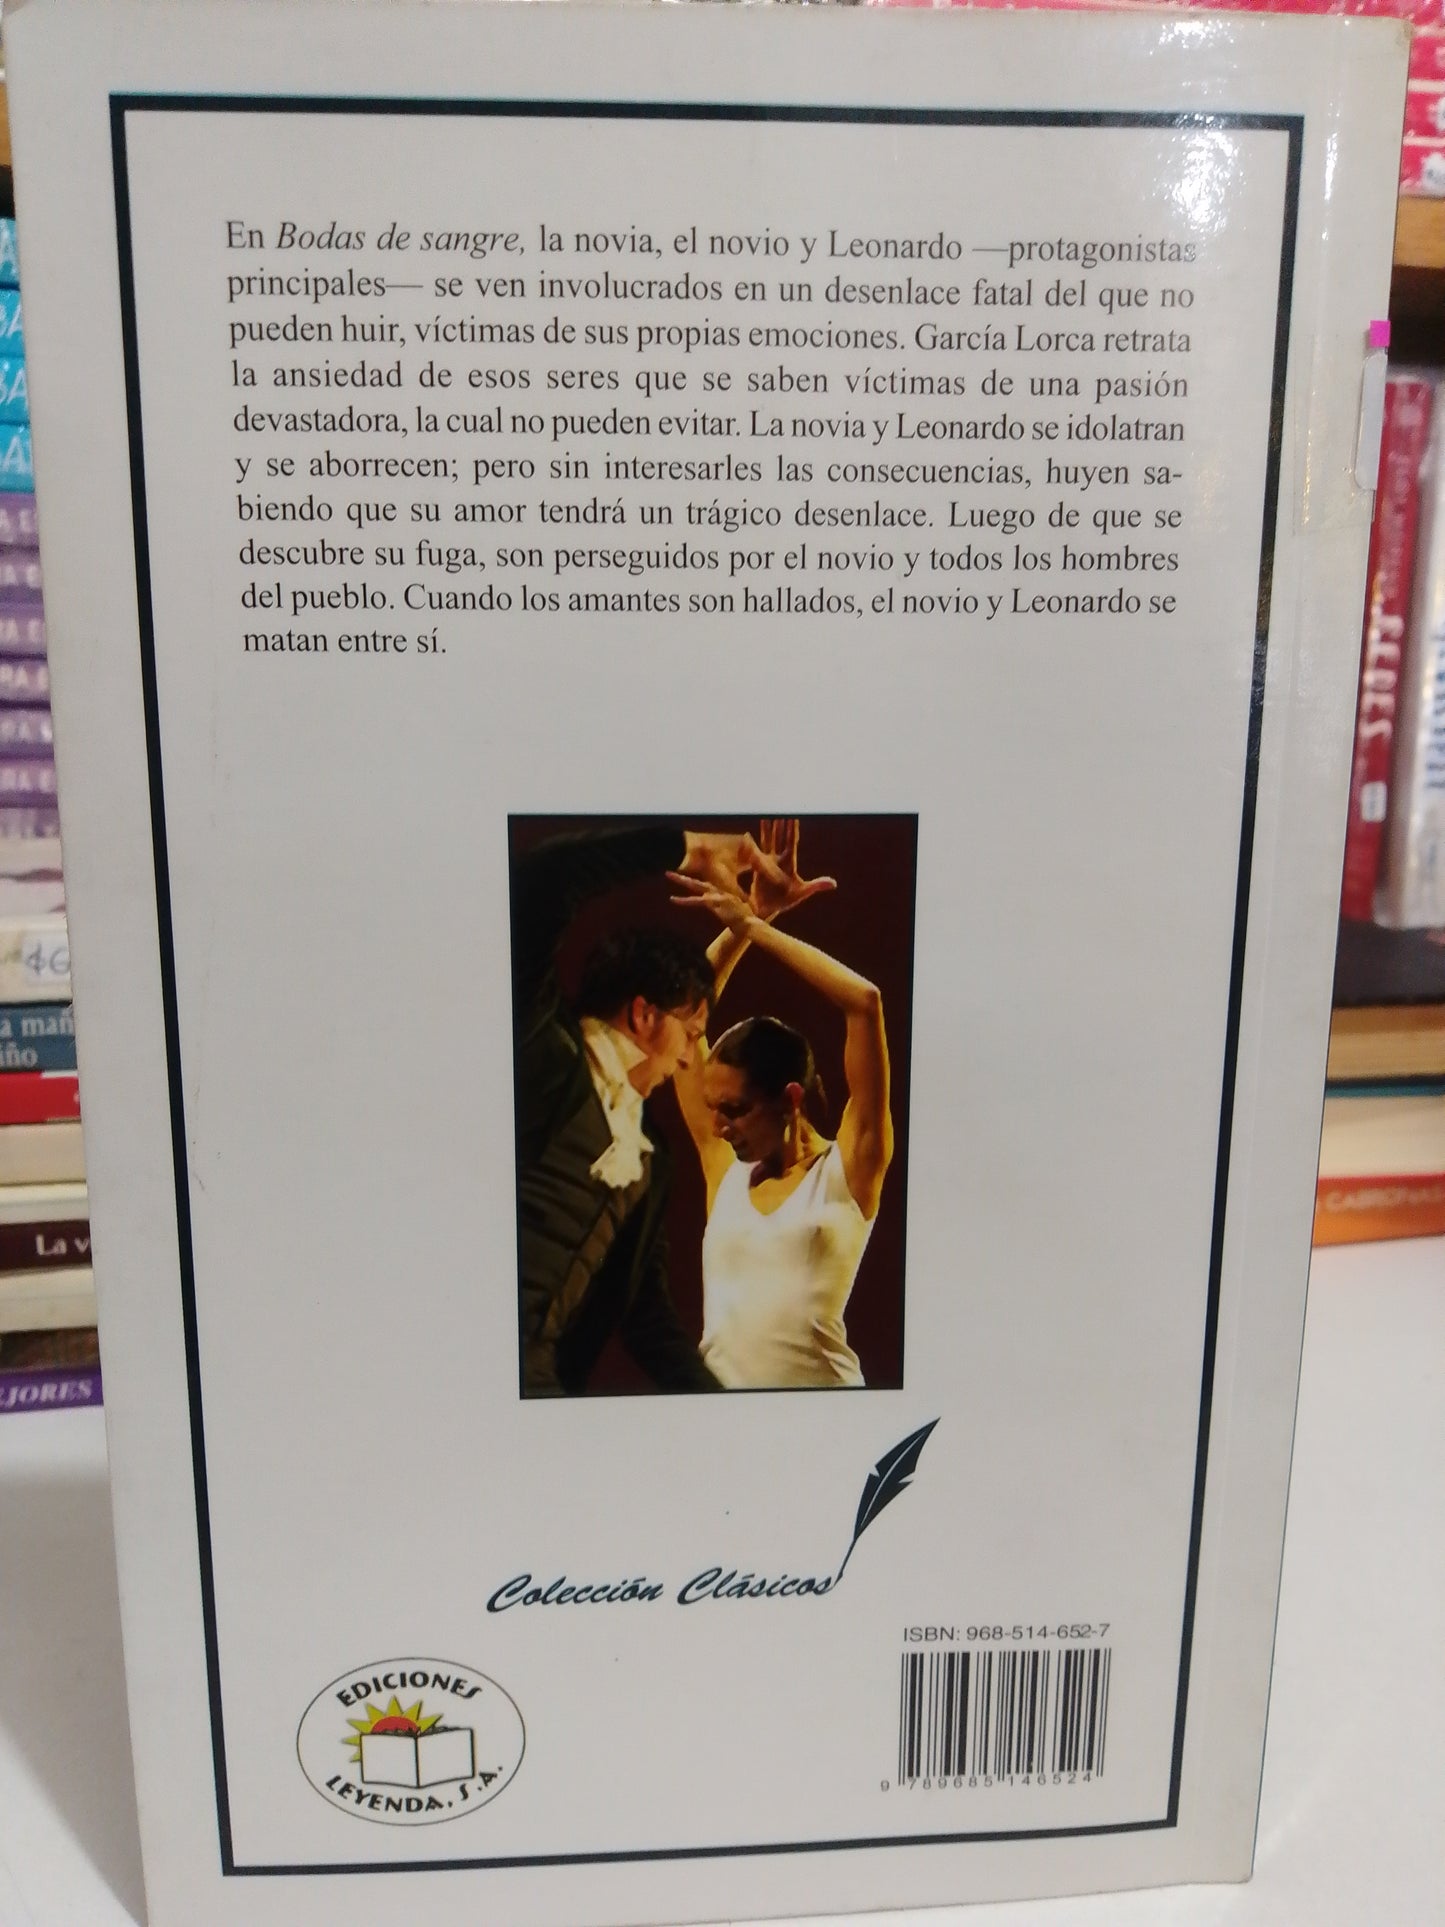 En Bodas de sangre, la novia, el novio y Leonardo —protagonistas
principales— se ven involucrados en un desenlace fatal del que no
pueden huir, víctimas de sus propias emociones. García Lorca retrata
la ansiedad de esos seres que se saben víctimas de una pasión
devastadora, la cual no pueden evitar. La novia y Leonardo se idolatran
y se aborrecen; pero sin interesarles las consecuencias, huyen sa-
biendo que su amor tendrá un trágico desenlace. Luego de que se
descubre su fuga, son perseguidos por el novio y todos los hombres
del pueblo. Cuando los amantes son hallados, el novio y Leonardo se
matan entre sí.
Colección Clásicos
ISBN: 968-514-652-7
9 789685 146524
EDICIONES
LEYENDA, S.A.
La v
JORES